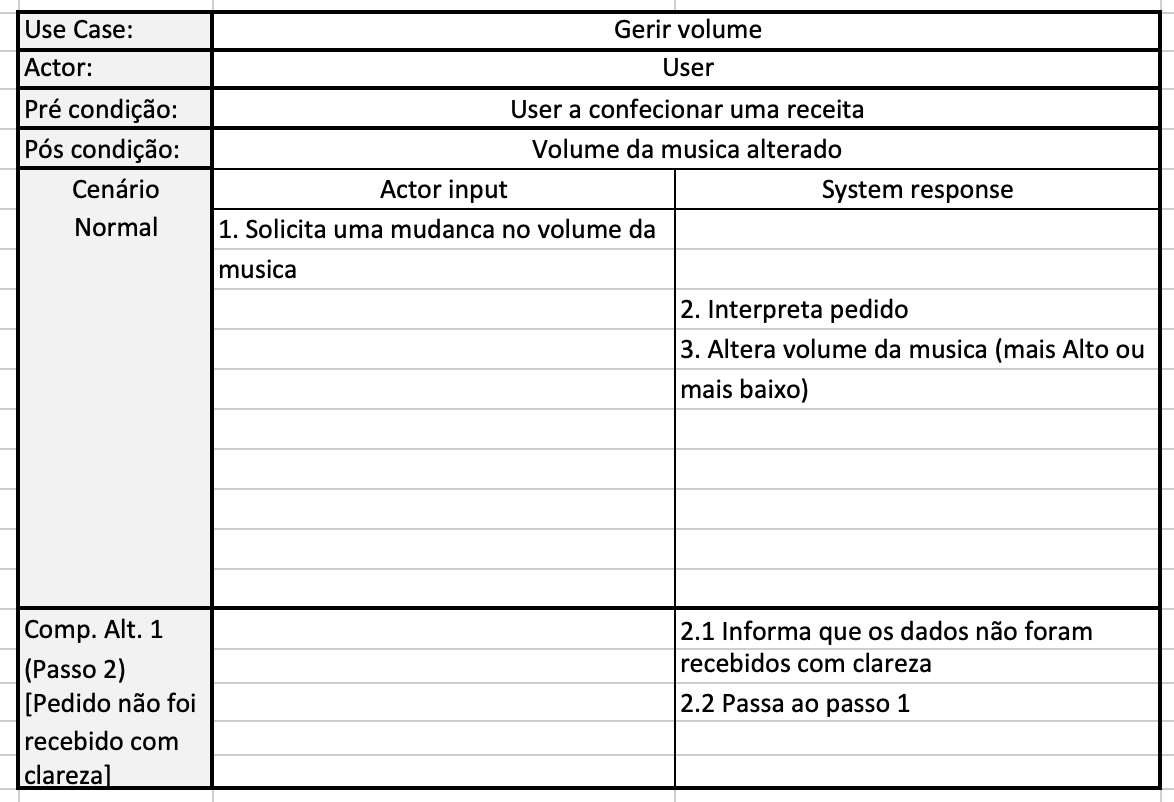 Use Case: Gerir volume
Actor: User
Pré condição: User a confecionar uma receita
Pós condição: Volume da musica alterado
Cenário Actor input System response
Normal 1. Solicita uma mudanca no volume da
musica
2. Interpreta pedido
3. Altera volume da musica (mais Alto ou
mais baixo)
Comp. Alt. 1 2.1 Informa que os dados não foram
(Passo 2) recebidos com clareza
[Pedido não foi 2.2 Passa ao passo 1
recebido com
clareza]